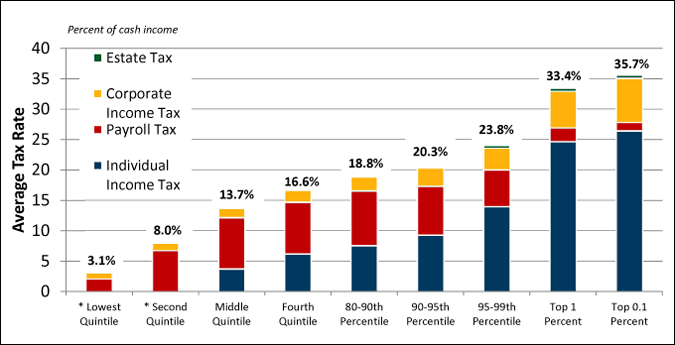 Percent of cash income
40
35
30
25
20
15
10
5
0
Average Tax Rate
Estate Tax
Corporate
Income Tax
Payroll Tax
Individual
Income Tax
3.1%
8.0%
13.7%
16.6%
18.8%
20.3%
23.8%
33.4%
35.7%
* Lowest
Quintile
* Second
Quintile
Middle
Quintile
Fourth
Quintile
80-90th
Percentile
90-95th
Percentile
95-99th
Percentile
Top 1
Percent
Top 0.1
Percent